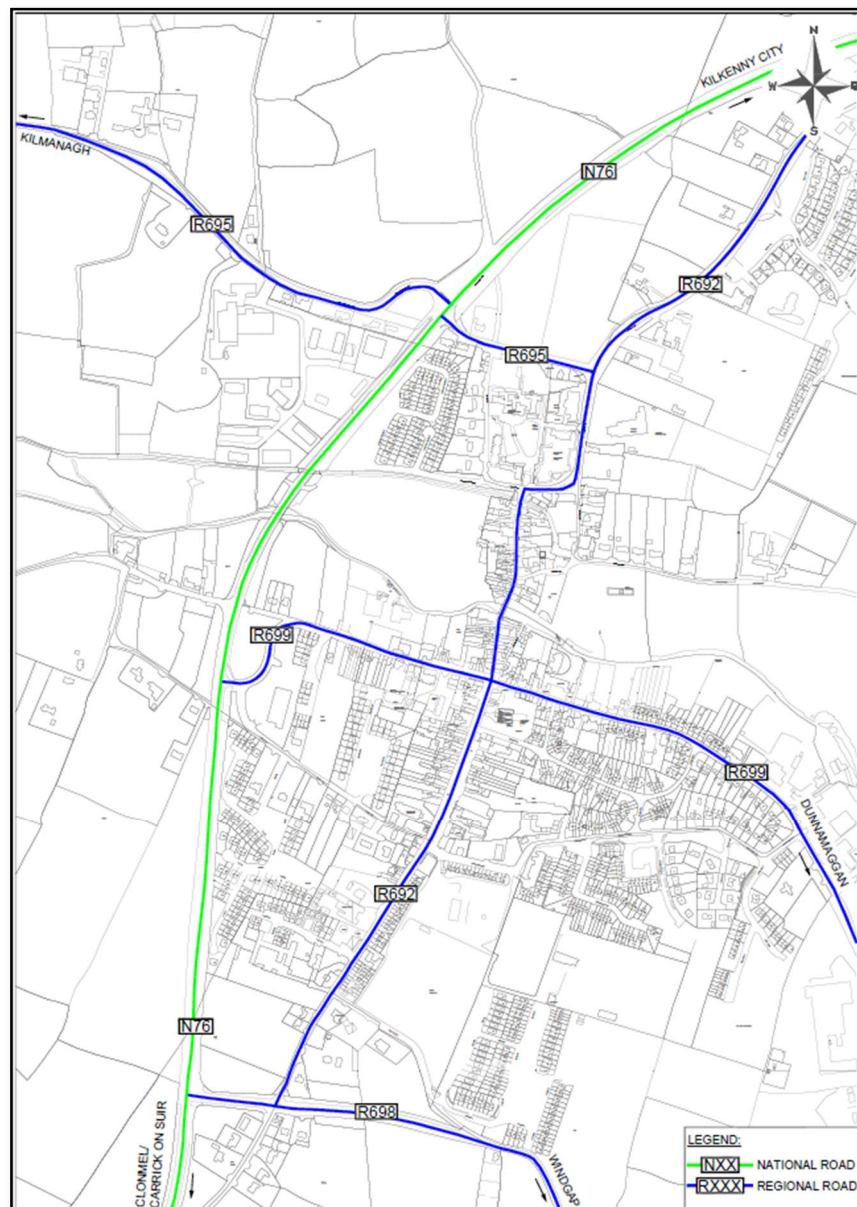 KILKENNY CITY
N
W
E
S
KILMANAGH
N76
R695
R692
R695
R699
R699
DUNNAMAGGAN
R692
N76
R698
CLONMEL/
CARRICK ON SUIR
WINDGAP
LEGEND:
NXX NATIONAL ROAD
RXXX REGIONAL ROAD